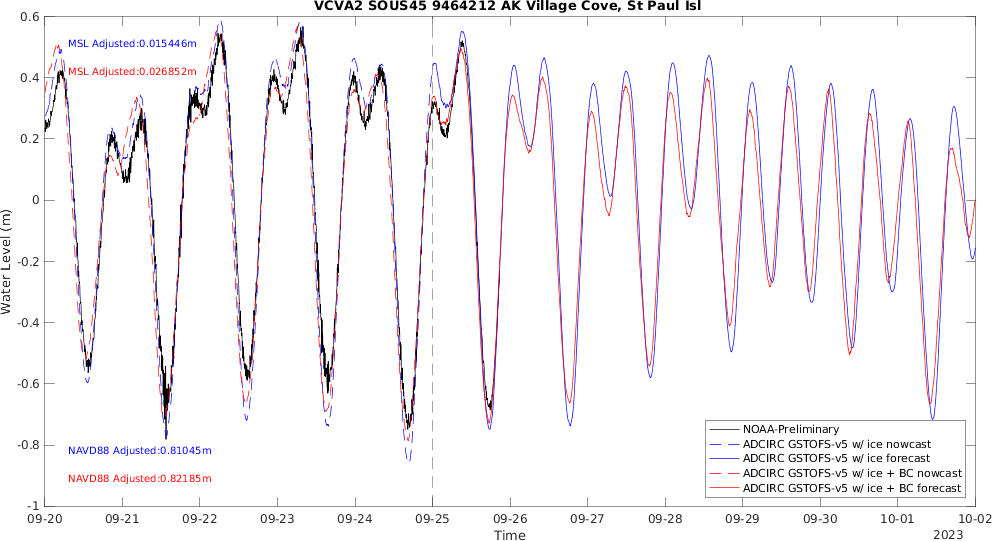 VCVA2 SOUS45 9464212 AK Village Cove, St Paul Isl
0.6
0.4
0.2
0
-0.2
-0.4
-0.6
-0.8
-1
Water Level (m)
MSL Adjusted:0.015446m
MSL Adjusted:0.026852m
NAVD88 Adjusted:0.81045m
NAVD88 Adjusted:0.82185m
NOAA-Preliminary
ADCIRC GSTOFS-v5 w/ ice nowcast
ADCIRC GSTOFS-v5 w/ ice forecast
ADCIRC GSTOFS-v5 w/ ice + BC nowcast
ADCIRC GSTOFS-v5 w/ ice + BC forecast
09-20 09-21 09-22 09-23 09-24 09-25 09-26 09-27 09-28 09-29 09-30 10-01 10-02
Time
2023